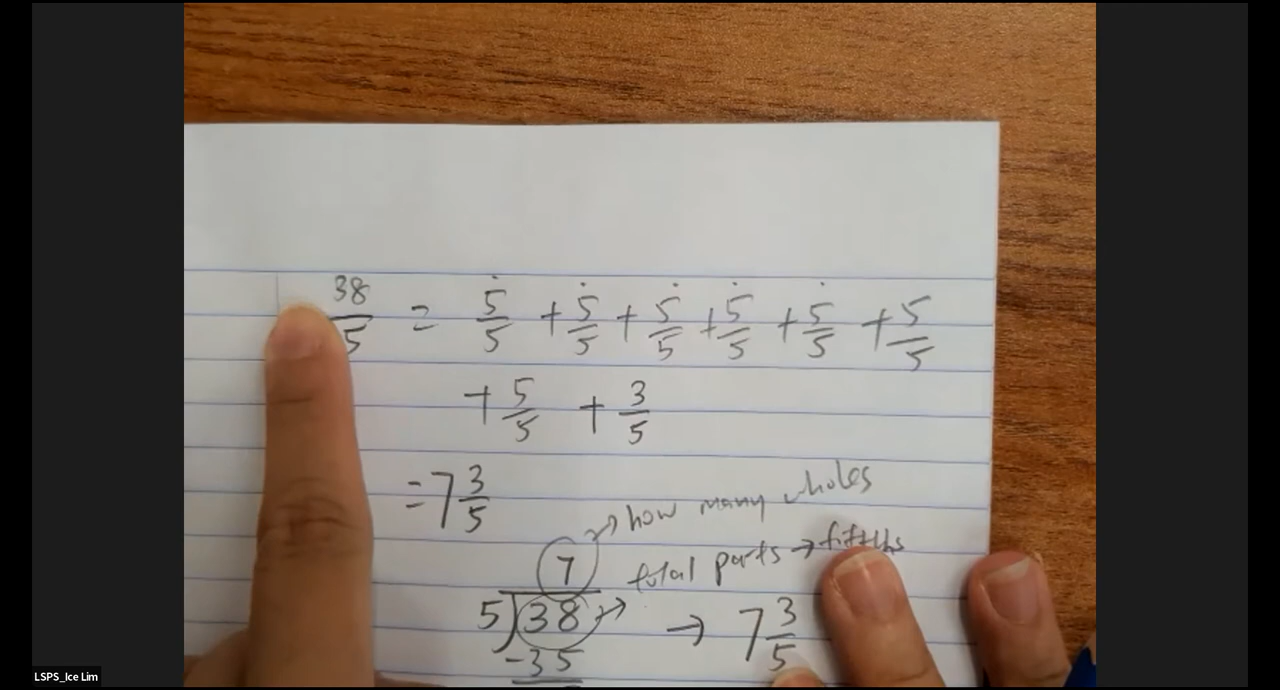 38/5 = 5/5 + 5/5 + 5/5 + 5/5 + 5/5 + 5/5
+ 5/5 + 3/5
= 7 3/5
→ how many wholes
7
total parts → fifths
5)38 → → 7 3/5
-35
LSPS_Ice Lim